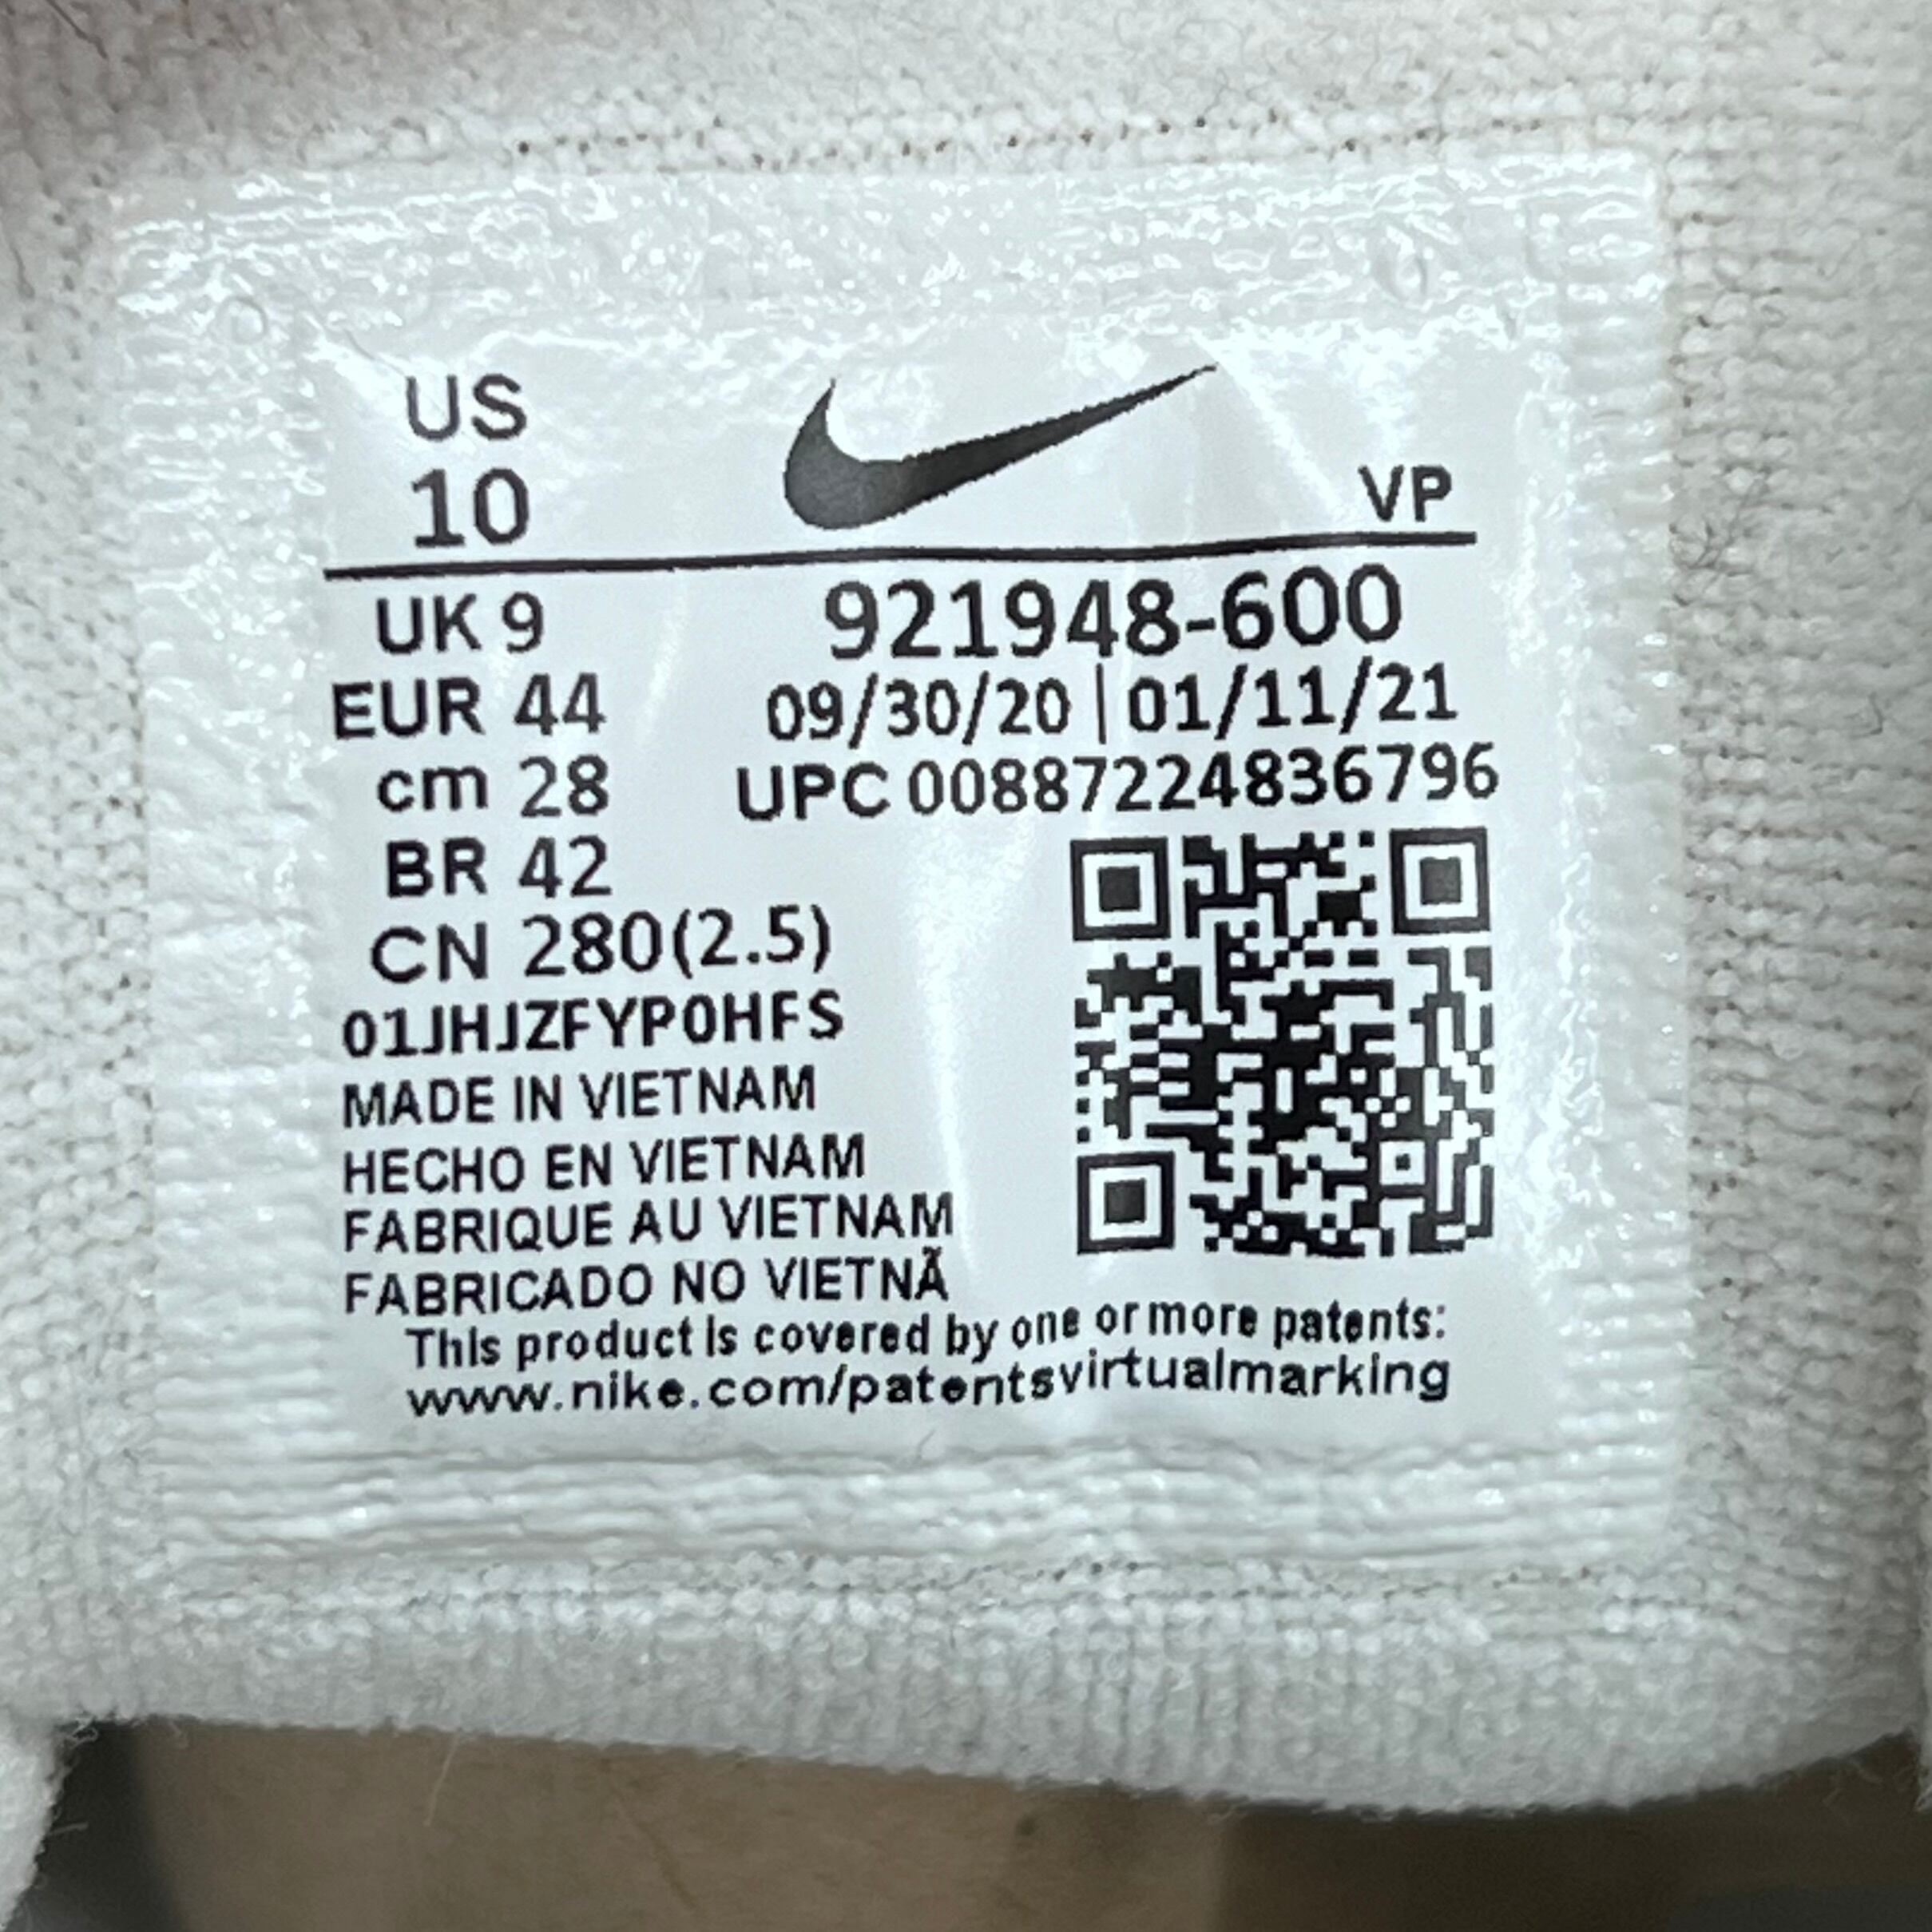 US
10
VP
UK 9
921948-600
EUR 44
09/30/20 | 01/11/21
cm 28
UPC 00887224836796
BR 42
CN 280(2.5)
01JHJZFYP0HFS
MADE IN VIETNAM
HECHO EN VIETNAM
FABRIQUE AU VIETNAM
FABRICADO NO VIETNÃ
This product is covered by one or more patents:
www.nike.com/patentsvirtualmarking